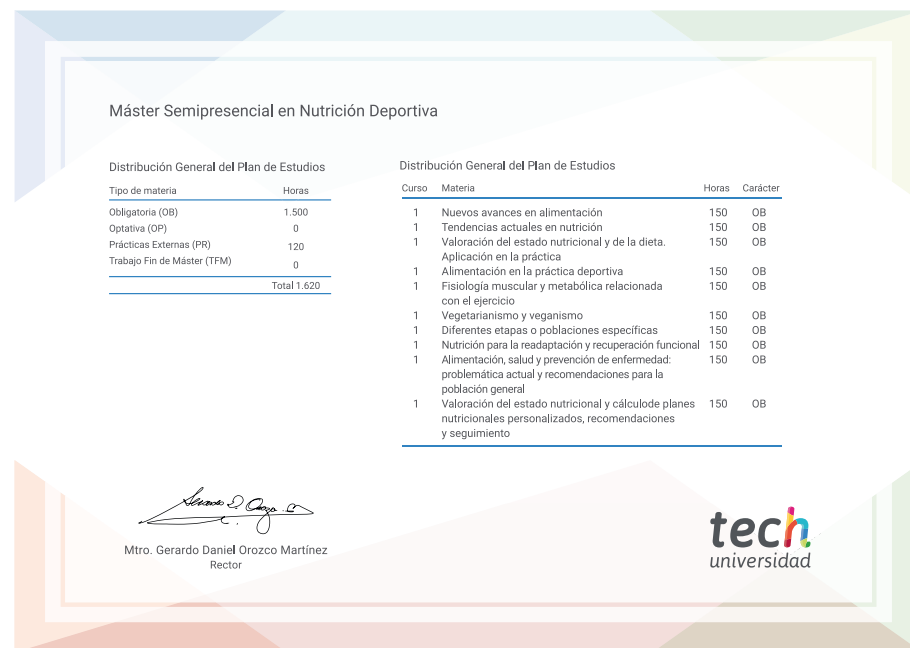 Máster Semipresencial en Nutrición Deportiva
Distribución General del Plan de Estudios
Tipo de materia Horas
Obligatoria (OB) 1.500
Optativa (OP) 0
Prácticas Externas (PR) 120
Trabajo Fin de Máster (TFM) 0
Total 1.620
Distribución General del Plan de Estudios
Curso Materia Horas Carácter
1 Nuevos avances en alimentación 150 OB
1 Tendencias actuales en nutrición 150 OB
1 Valoración del estado nutricional y de la dieta. 150 OB
Aplicación en la práctica
1 Alimentación en la práctica deportiva 150 OB
1 Fisiología muscular y metabólica relacionada 150 OB
con el ejercicio
1 Vegetarianismo y veganismo 150 OB
1 Diferentes etapas o poblaciones específicas 150 OB
1 Nutrición para la readaptación y recuperación funcional 150 OB
1 Alimentación, salud y prevención de enfermedad: 150 OB
problemática actual y recomendaciones para la
población general
1 Valoración del estado nutricional y cálculode planes 150 OB
nutricionales personalizados, recomendaciones
y seguimiento
Mtro. Gerardo Daniel Orozco Martínez
Rector
tech
universidad